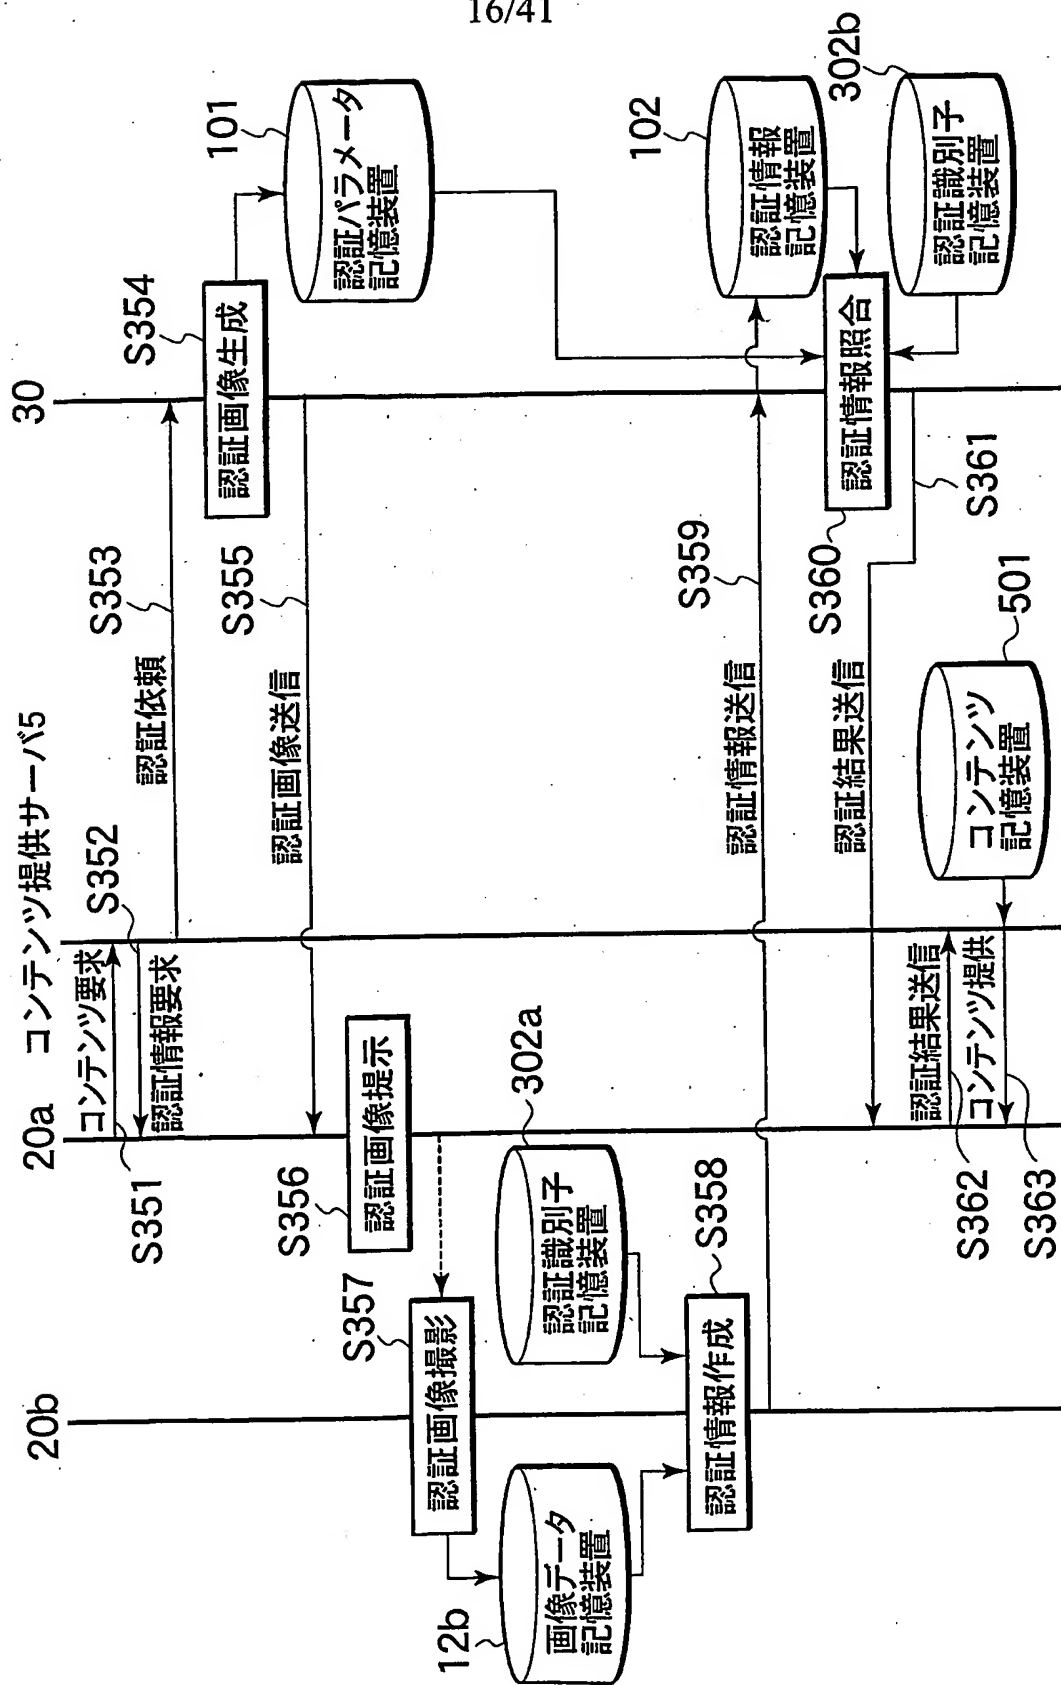 16/41
20b
20a
コンテンツ提供サーバ5
30
S351
コンテンツ要求
S352
認証情報要求
S353
認証依頼
S354
認証画像生成
101
認証パラメータ
記憶装置
S355
認証画像送信
S356
認証画像提示
S357
認証画像撮影
12b
画像データ
記憶装置
302a
認証識別子
記憶装置
S358
認証情報作成
S359
認証情報送信
102
認証情報
記憶装置
S360
認証情報照合
302b
認証識別子
記憶装置
S361
認証結果送信
S362
認証結果送信
501
コンテンツ
記憶装置
S363
コンテンツ提供